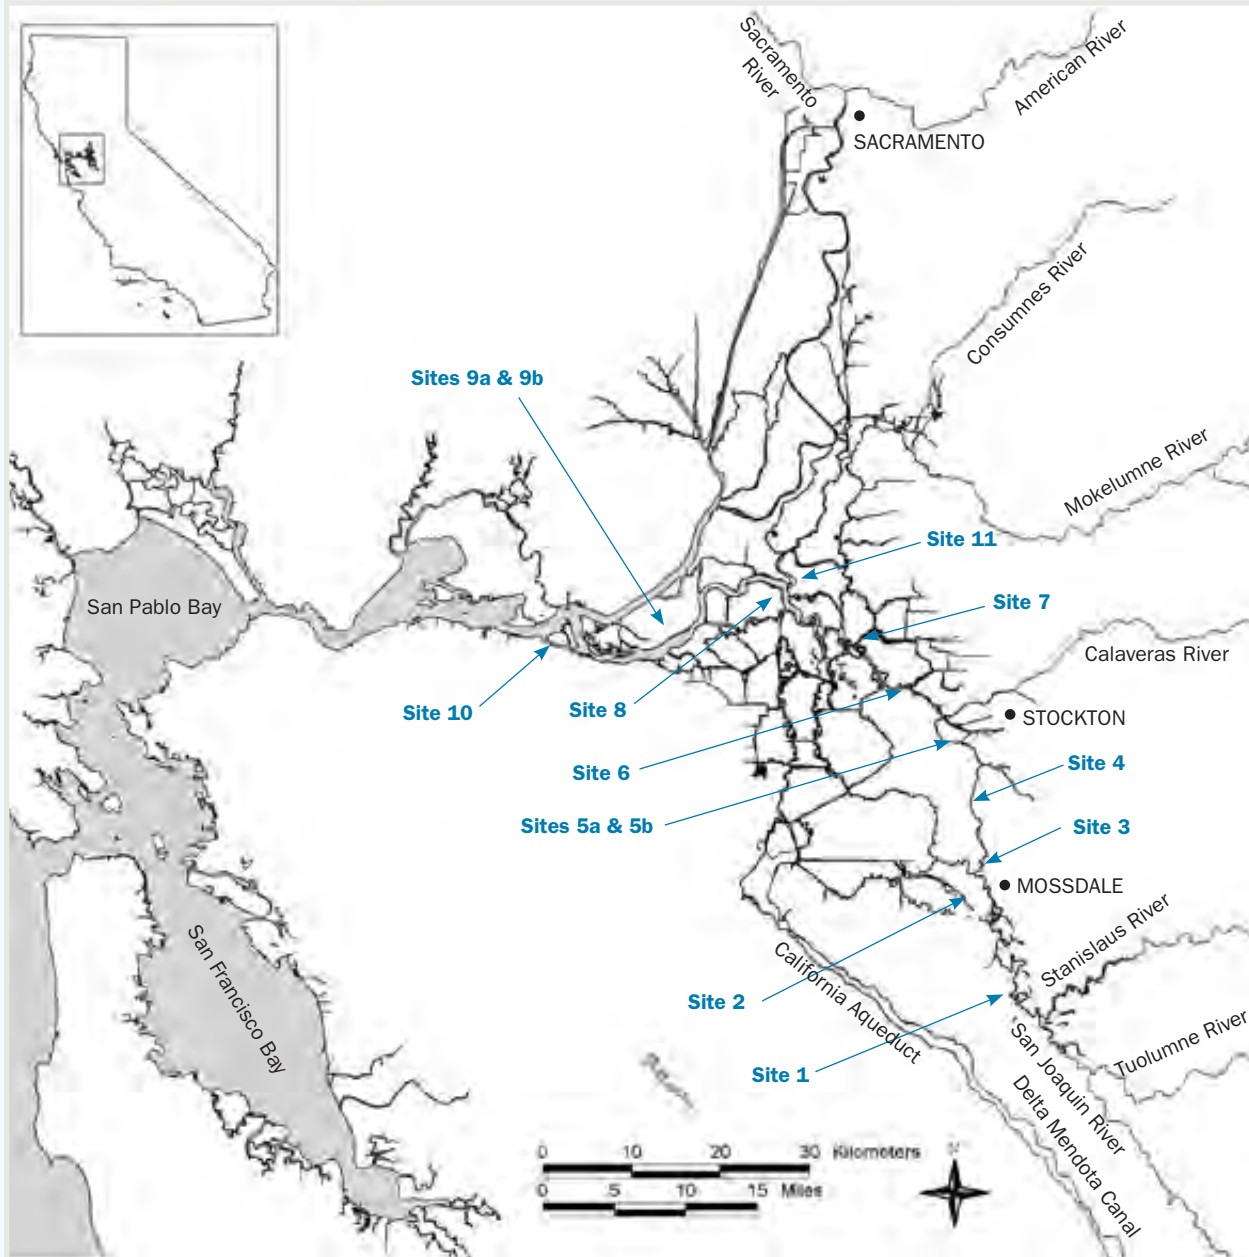 Sacramento
River
American River
SACRAMENTO
Consumnes River
Sites 9a & 9b
Mokelumne River
Site 11
San Pablo Bay
Site 7
Calaveras River
Site 10
Site 8
STOCKTON
Site 6
Site 4
Sites 5a & 5b
Site 3
MOSSDALE
Stanislaus River
San Francisco Bay
California Aqueduct
Site 2
Tuolumne River
San Joaquin River
Site 1
Delta Mendota Canal
0 10 20 30 Kilometers
0 5 10 15 Miles
N